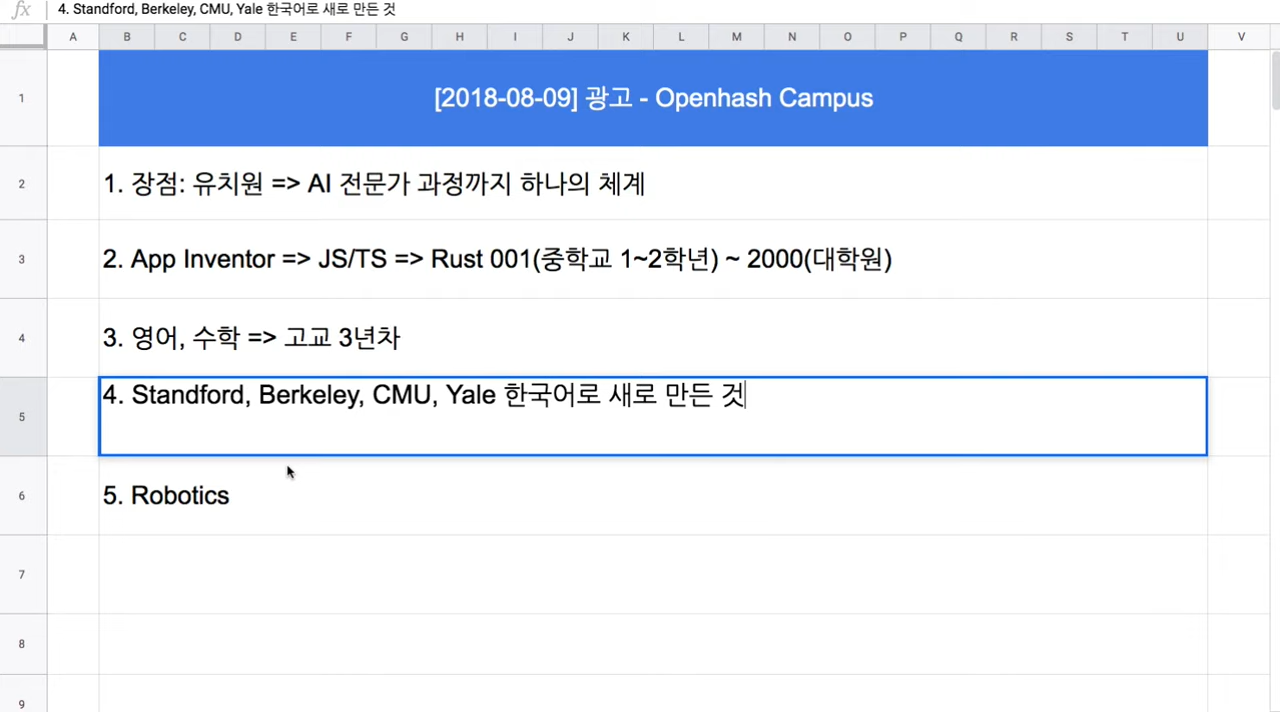 fx 4. Standford, Berkeley, CMU, Yale 한국어로 새로 만든 것
A B C D E F G H I J K L M N O P Q R S T U V
1 [2018-08-09] 광고 - Openhash Campus
2 1. 장점: 유치원 => AI 전문가 과정까지 하나의 체계
3 2. App Inventor => JS/TS => Rust 001(중학교 1~2학년) ~ 2000(대학원)
4 3. 영어, 수학 => 고교 3년차
5 4. Standford, Berkeley, CMU, Yale 한국어로 새로 만든 것
6 5. Robotics
7
8
9